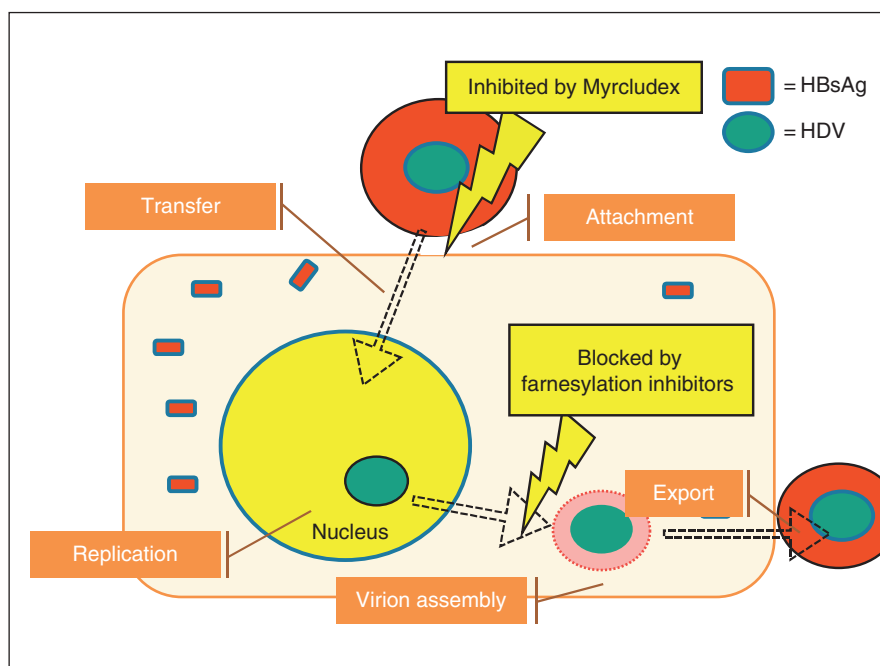 Inhibited by Myrcludex
= HBsAg
= HDV
Transfer
Attachment
Blocked by
farnesylation inhibitors
Export
Nucleus
Replication
Virion assembly